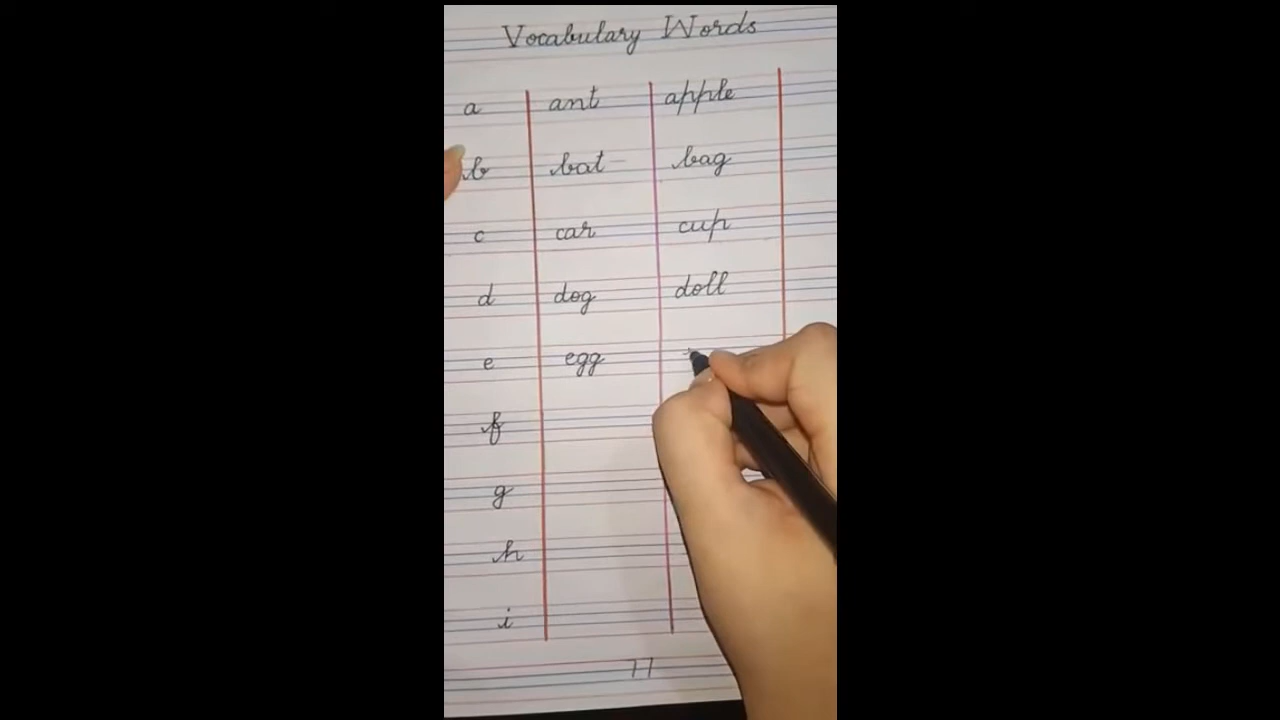 Vocabulary Words
a ant apple
b bat bag
c car cup
d dog doll
e egg
f
g
h
i